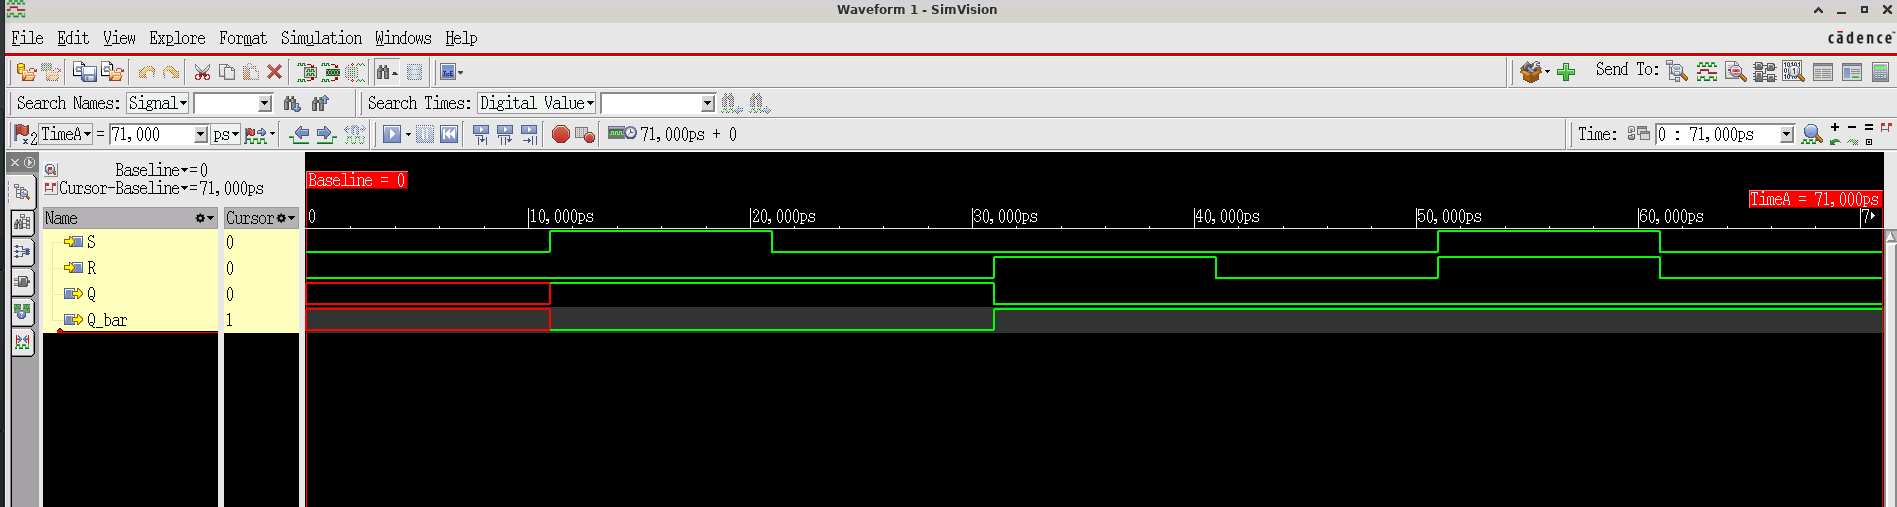 Waveform 1 - SimVision
File Edit View Explore Format Simulation Windows Help
cādence
Send To:
Search Names: Signal Search Times: Digital Value
2 TimeA = 71,000 ps 71,000ps + 0 Time: 0 : 71,000ps
Baseline=0
Cursor-Baseline=71,000ps
Baseline = 0
TimeA = 71,000ps
Name Cursor 0 10,000ps 20,000ps 30,000ps 40,000ps 50,000ps 60,000ps 7
S 0
R 0
Q 0
Q_bar 1